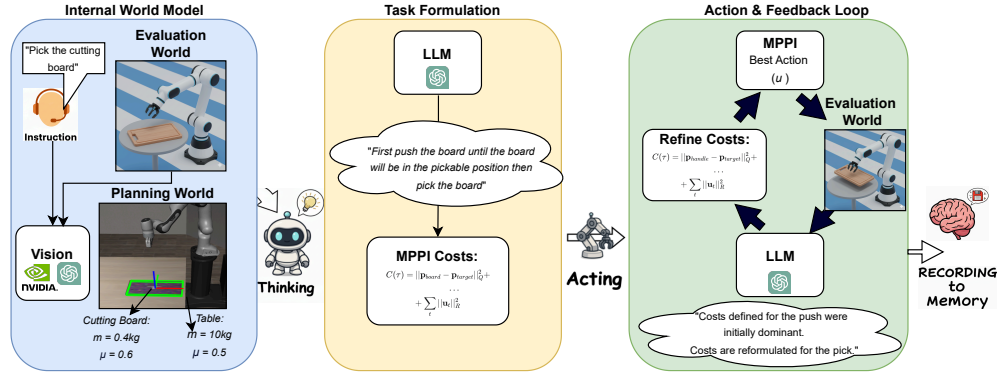 Internal World Model
"Pick the cutting
board"
Evaluation
World
Instruction
Planning World
Vision
NVIDIA.
Cutting Board:
m = 0.4kg
μ = 0.6
Table:
m = 10kg
μ = 0.5
Thinking
Task Formulation
LLM
"First push the board until the board
will be in the pickable position then
pick the board"
MPPI Costs:
C(τ) = ||p_board − p_target||²_Q +
...
+ ∑_t ||u_t||²_R
Acting
Action & Feedback Loop
MPPI
Best Action
(u)
Evaluation
World
Refine Costs:
C(τ) = ||p_handle − p_target||²_Q +
...
+ ∑_t ||u_t||²_R
LLM
"Costs defined for the push were
initially dominant.
Costs are reformulated for the pick."
RECORDING
to
Memory